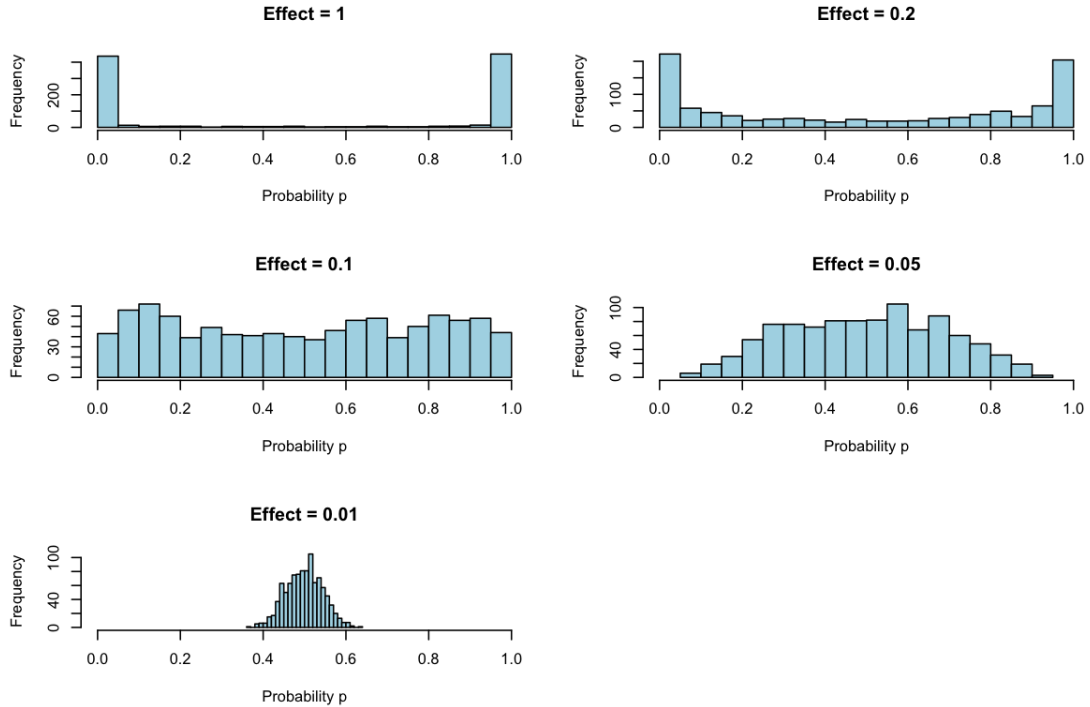 Effect = 1
Frequency
0 200
0.0 0.2 0.4 0.6 0.8 1.0
Probability p
Effect = 0.2
Frequency
0 100
0.0 0.2 0.4 0.6 0.8 1.0
Probability p
Effect = 0.1
Frequency
0 30 60
0.0 0.2 0.4 0.6 0.8 1.0
Probability p
Effect = 0.05
Frequency
0 40 100
0.0 0.2 0.4 0.6 0.8 1.0
Probability p
Effect = 0.01
Frequency
0 40 100
0.0 0.2 0.4 0.6 0.8 1.0
Probability p